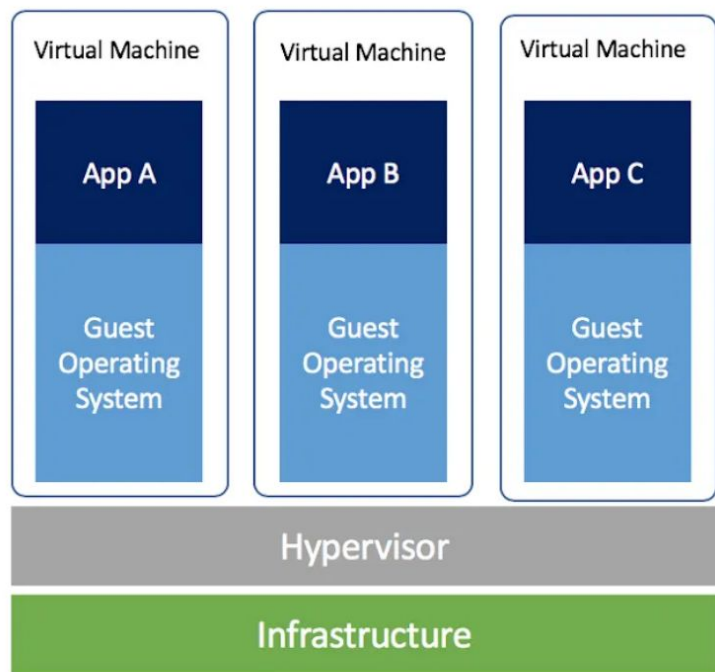 Virtual Machine
Virtual Machine
Virtual Machine
App A
App B
App C
Guest
Operating
System
Guest
Operating
System
Guest
Operating
System
Hypervisor
Infrastructure